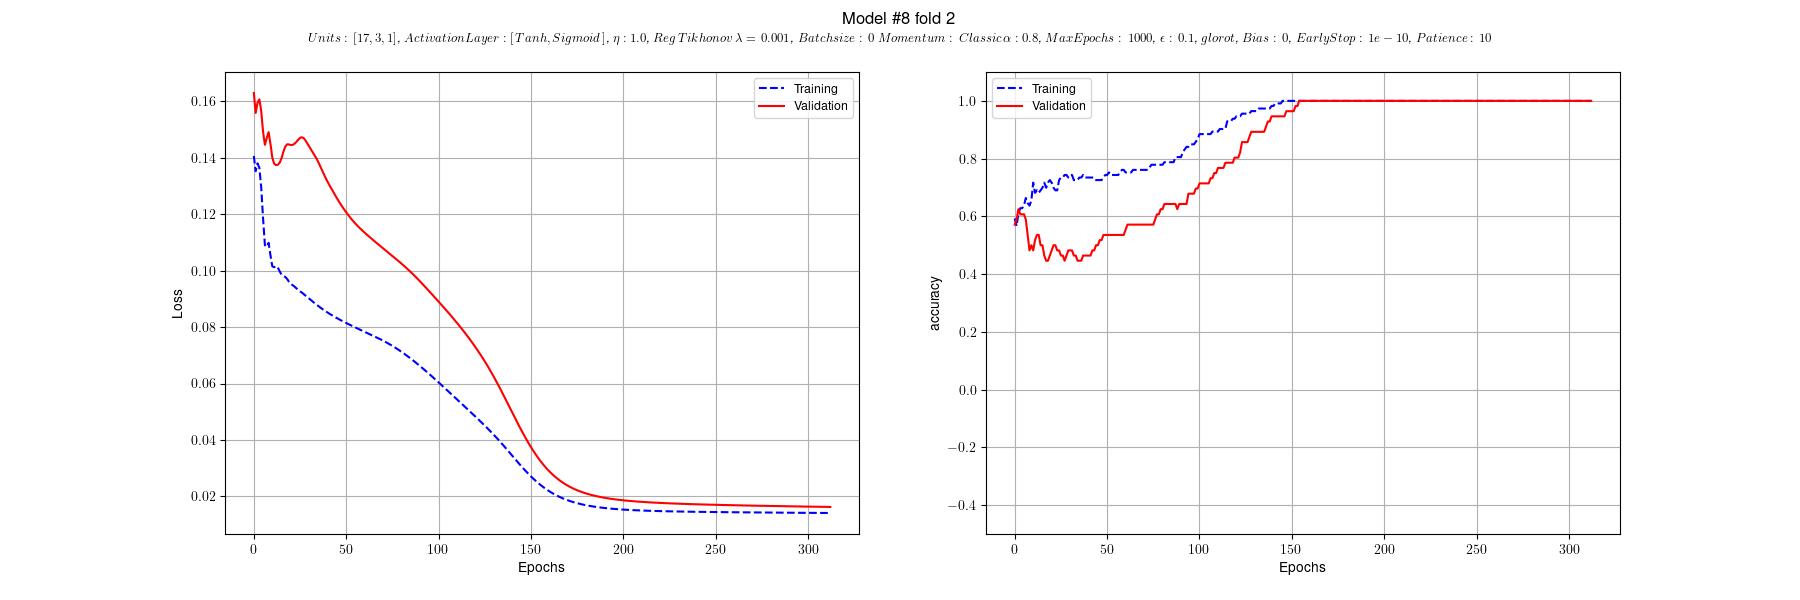 Model #8 fold 2
Units : [17, 3, 1], ActivationLayer : [Tanh, Sigmoid], η : 1.0, Reg Tikhonov λ = 0.001, Batchsize : 0 Momentum : Classicα : 0.8, MaxEpochs : 1000, ϵ : 0.1, glorot, Bias : 0, EarlyStop : 1e − 10, Patience : 10
Training
Validation
0.16
0.14
0.12
0.10
0.08
0.06
0.04
0.02
Loss
0 50 100 150 200 250 300
Epochs
Training
Validation
1.0
0.8
0.6
0.4
0.2
0.0
−0.2
−0.4
accuracy
0 50 100 150 200 250 300
Epochs